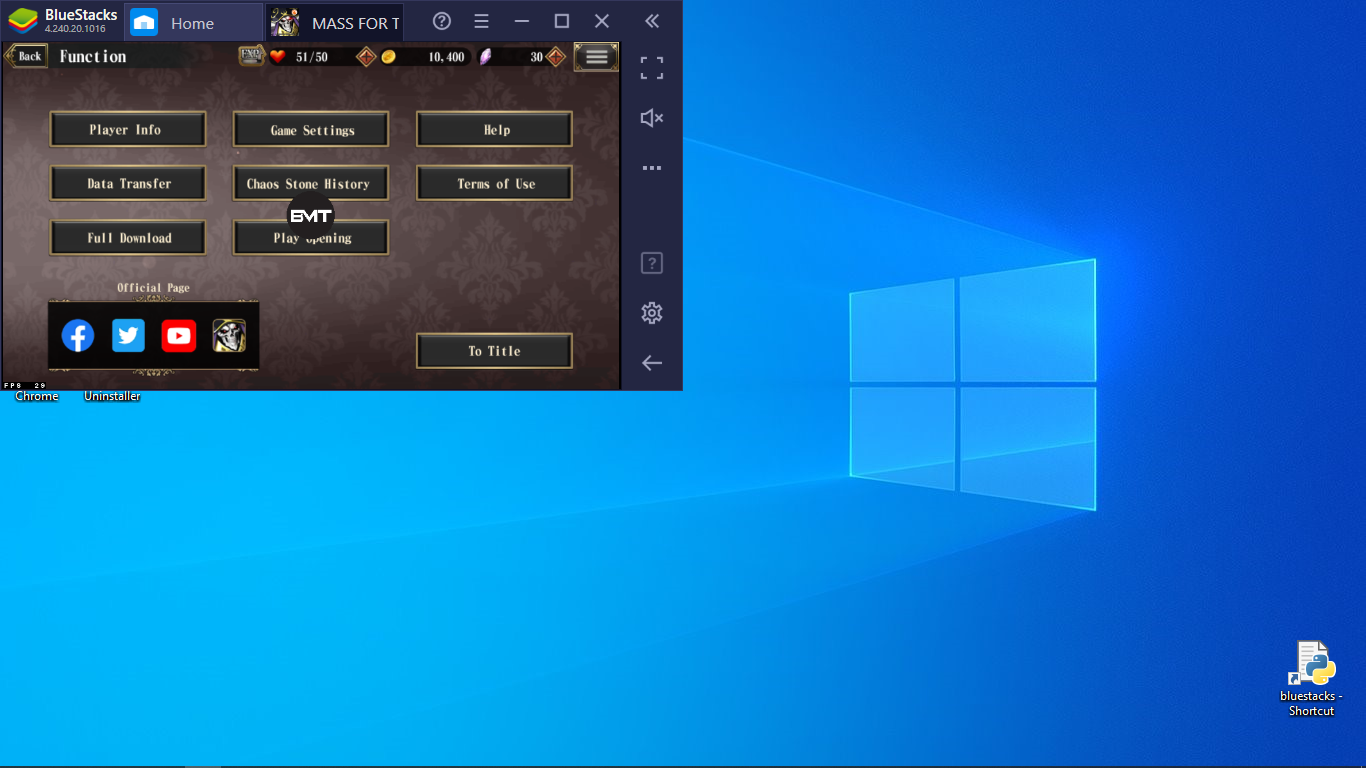 BlueStacks
4.240.20.1016
Home
MASS FOR T
Back
Function
51/50
10,400
30
Player Info
Game Settings
Help
Data Transfer
Chaos Stone History
Terms of Use
BMT
Full Download
Play Opening
Official Page
To Title
FPS 29
Chrome
Uninstaller
bluestacks -
Shortcut